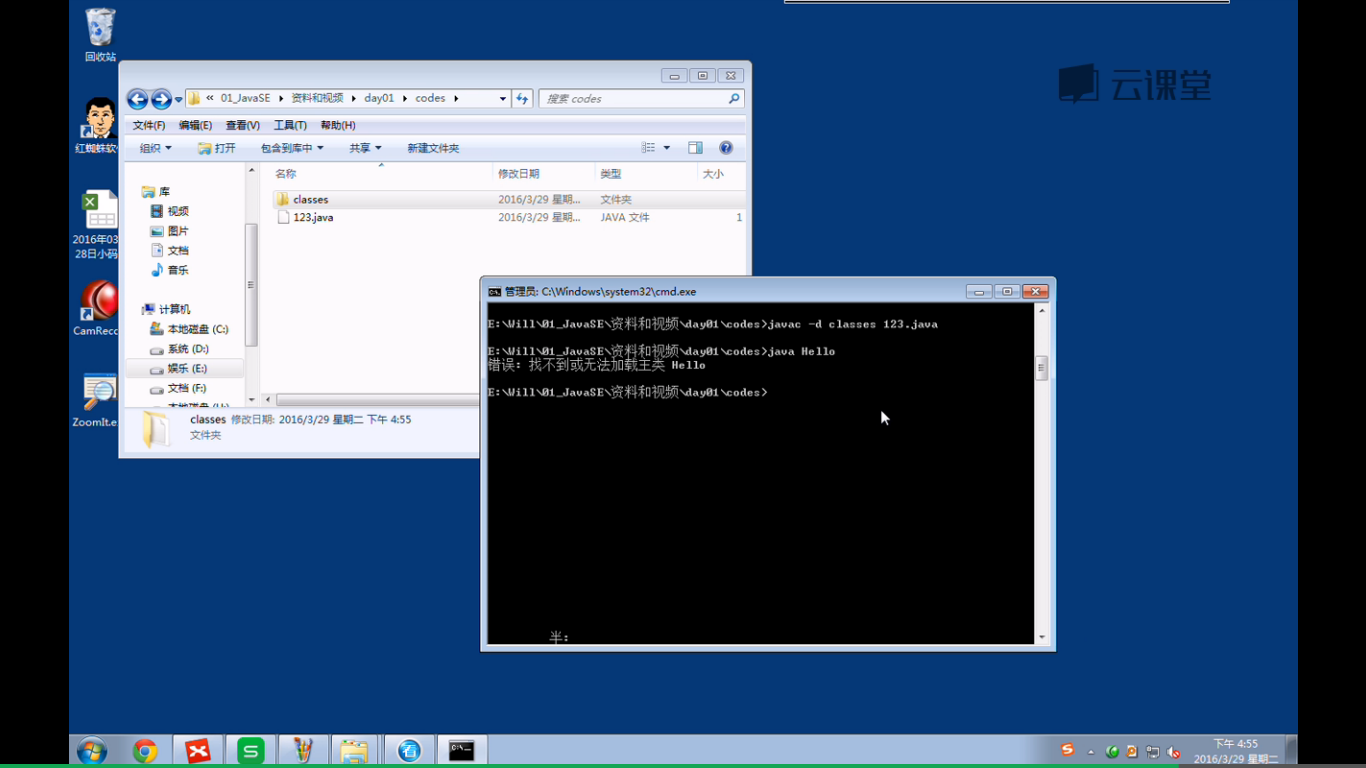 回收站
云课堂
« 01_JavaSE 资料和视频 day01 codes
搜索 codes
文件(F) 编辑(E) 查看(V) 工具(T) 帮助(H)
红蜘蛛软
组织 打开 包含到库中 共享 新建文件夹
名称 修改日期 类型 大小
库
classes 2016/3/29 星期... 文件夹
视频
123.java 2016/3/29 星期... JAVA 文件 1
图片
文档
音乐
2016年03
28日小码
计算机
本地磁盘 (C:)
系统 (D:)
娱乐 (E:)
文档 (F:)
CamRecc
ZoomIt.e
classes 修改日期: 2016/3/29 星期二 下午 4:55
文件夹
管理员: C:\Windows\system32\cmd.exe
E:\Will\01_JavaSE\资料和视频\day01\codes>javac -d classes 123.java
E:\Will\01_JavaSE\资料和视频\day01\codes>java Hello
错误: 找不到或无法加载主类 Hello
E:\Will\01_JavaSE\资料和视频\day01\codes>
半:
下午 4:55
2016/3/29 星期二